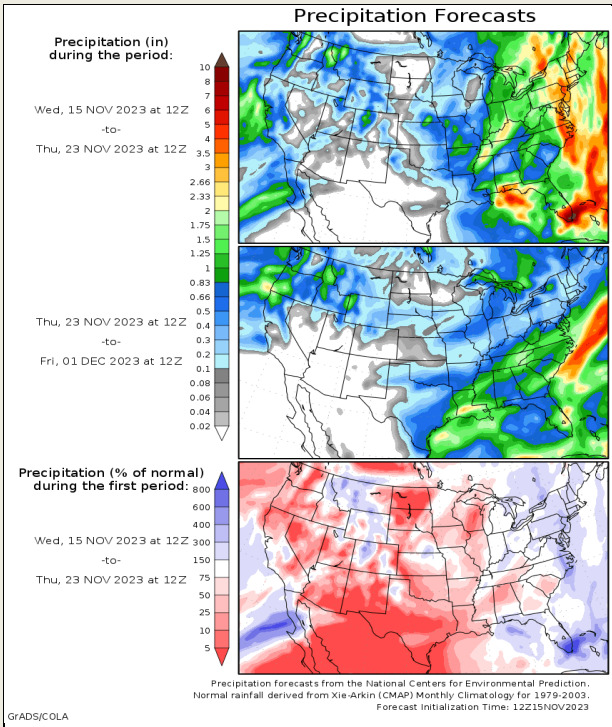 Precipitation Forecasts
Precipitation (in)
during the period:
Wed, 15 NOV 2023 at 12Z
-to-
Thu, 23 NOV 2023 at 12Z
10
8
7
6
5
4
3.5
3
2.66
2.33
2
1.75
1.5
1.25
1
0.83
0.66
0.5
0.4
0.3
0.2
0.1
0.08
0.06
0.04
0.02
Thu, 23 NOV 2023 at 12Z
-to-
Fri, 01 DEC 2023 at 12Z
Precipitation (% of normal)
during the first period:
Wed, 15 NOV 2023 at 12Z
-to-
Thu, 23 NOV 2023 at 12Z
800
600
400
300
150
75
50
25
10
5
Precipitation forecasts from the National Centers for Environmental Prediction.
Normal rainfall derived from Xie-Arkin (CMAP) Monthly Climatology for 1979-2003.
Forecast Initialization Time: 12Z15NOV2023
GrADS/COLA